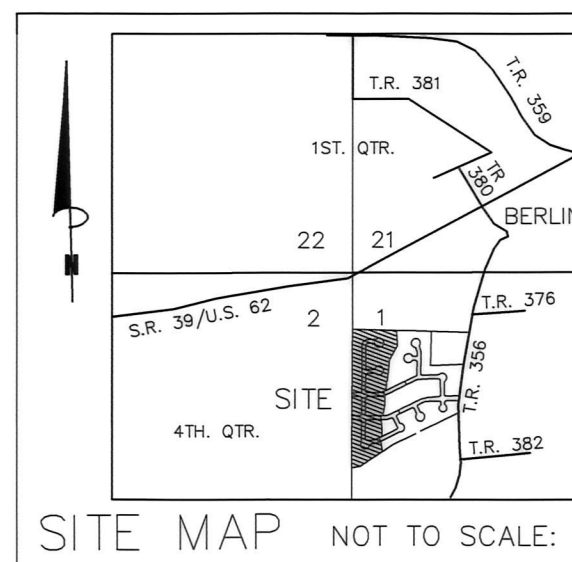 T.R. 381
T.R. 359
1ST. QTR.
TR
380
BERLIN
22
21
N
S.R. 39/U.S. 62
2
1
T.R. 376
T.R. 356
SITE
4TH. QTR.
T.R. 382
SITE MAP NOT TO SCALE: